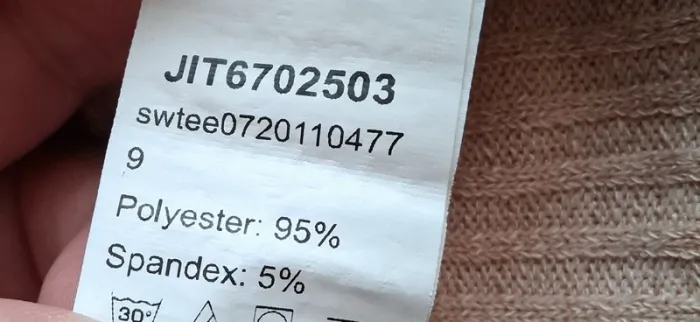 JIT6702503
swtee0720110477
9
Polyester: 95%
Spandex: 5%
30°